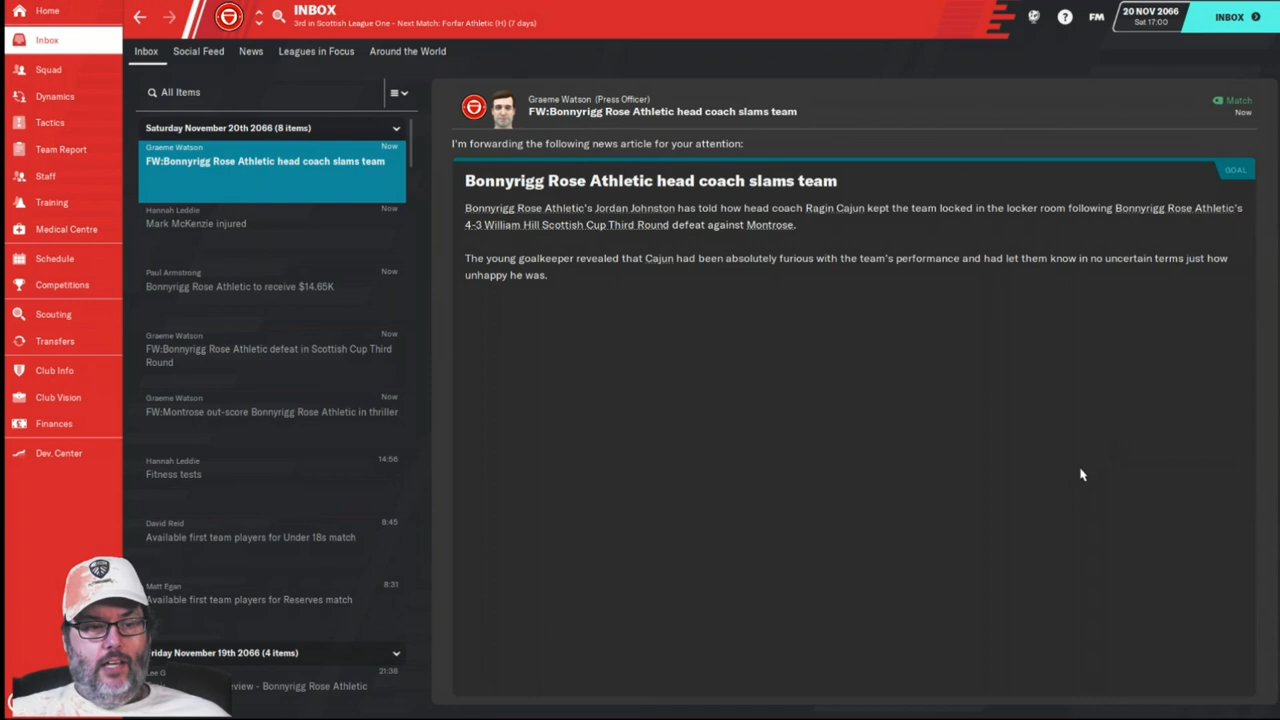 Home
Inbox
Squad
Dynamics
Tactics
Team Report
Staff
Training
Medical Centre
Schedule
Competitions
Scouting
Transfers
Club Info
Club Vision
Finances
Dev. Center
INBOX
3rd in Scottish League One - Next Match: Forfar Athletic (H) (7 days)
FM
20 NOV 2066
Sat 17:00
INBOX
Inbox Social Feed News Leagues in Focus Around the World
All Items
Saturday November 20th 2066 (8 items)
Graeme Watson Now
FW:Bonnyrigg Rose Athletic head coach slams team
Hannah Leddie Now
Mark McKenzie injured
Paul Armstrong Now
Bonnyrigg Rose Athletic to receive $14.65K
Graeme Watson Now
FW:Bonnyrigg Rose Athletic defeat in Scottish Cup Third
Round
Graeme Watson Now
FW:Montrose out-score Bonnyrigg Rose Athletic in thriller
Hannah Leddie 14:56
Fitness tests
David Reid 8:45
Available first team players for Under 18s match
Matt Egan 8:31
Available first team players for Reserves match
riday November 19th 2066 (4 items)
Lee G 21:38
view - Bonnyrigg Rose Athletic
Graeme Watson (Press Officer)
FW:Bonnyrigg Rose Athletic head coach slams team
Match
Now
I'm forwarding the following news article for your attention:
GOAL
Bonnyrigg Rose Athletic head coach slams team
Bonnyrigg Rose Athletic's Jordan Johnston has told how head coach Ragin Cajun kept the team locked in the locker room following Bonnyrigg Rose Athletic's
4-3 William Hill Scottish Cup Third Round defeat against Montrose.
The young goalkeeper revealed that Cajun had been absolutely furious with the team's performance and had let them know in no uncertain terms just how
unhappy he was.